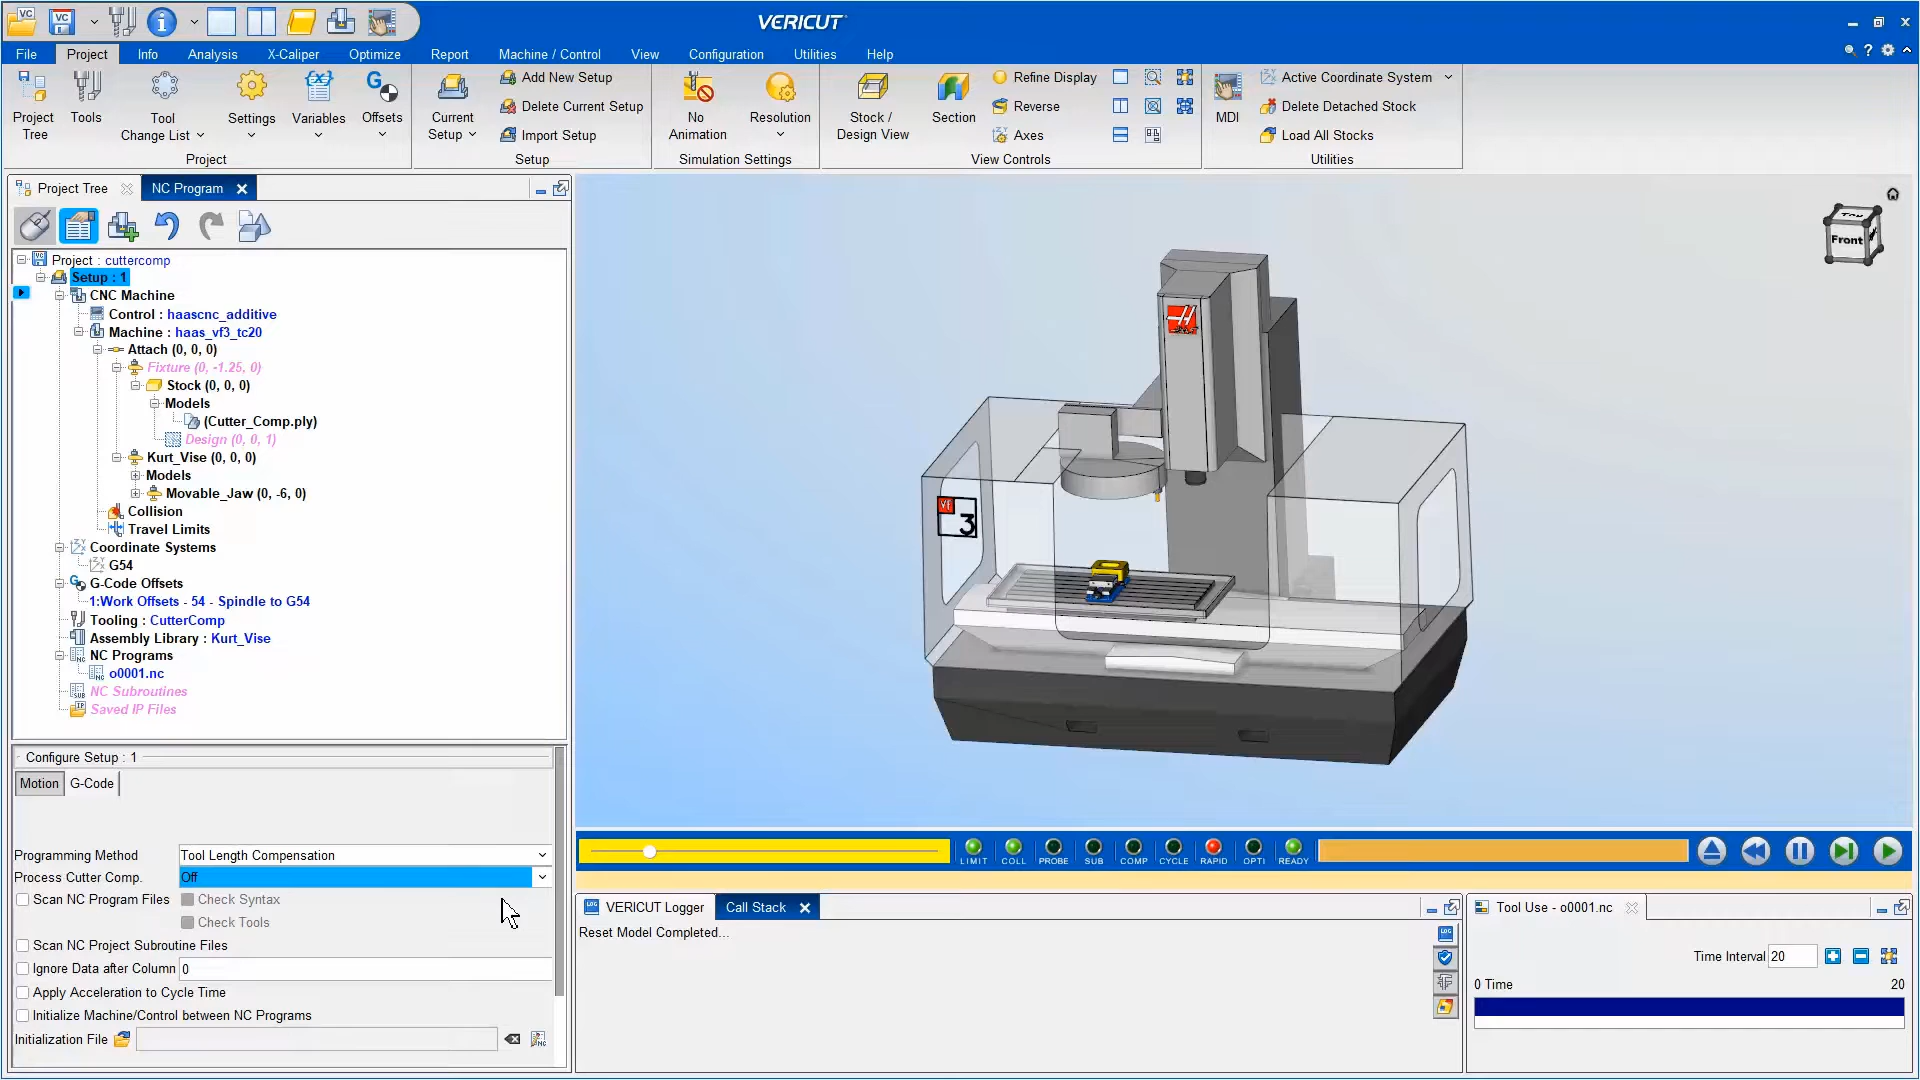 VC
VC
VERICUT
File Project Info Analysis X-Caliper Optimize Report Machine / Control View Configuration Utilities Help
Project Tree
Tools
Tool Change List
Settings
Variables
Offsets
Project
Current Setup
Add New Setup
Delete Current Setup
Import Setup
Setup
No Animation
Resolution
Simulation Settings
Stock / Design View
Section
Refine Display
Reverse
Axes
View Controls
MDI
Active Coordinate System
Delete Detached Stock
Load All Stocks
Utilities
Project Tree
NC Program
Project : cuttercomp
Setup : 1
CNC Machine
Control : haascnc_additive
Machine : haas_vf3_tc20
Attach (0, 0, 0)
Fixture (0, -1.25, 0)
Stock (0, 0, 0)
Models
(Cutter_Comp.ply)
Design (0, 0, 1)
Kurt_Vise (0, 0, 0)
Models
Movable_Jaw (0, -6, 0)
Collision
Travel Limits
Coordinate Systems
G54
G-Code Offsets
1:Work Offsets - 54 - Spindle to G54
Tooling : CutterComp
Assembly Library : Kurt_Vise
NC Programs
o0001.nc
NC Subroutines
Saved IP Files
Configure Setup : 1
Motion G-Code
Programming Method Tool Length Compensation
Process Cutter Comp. Off
Scan NC Program Files Check Syntax
Check Tools
Scan NC Project Subroutine Files
Ignore Data after Column 0
Apply Acceleration to Cycle Time
Initialize Machine/Control between NC Programs
Initialization File
Top
Front
VF
3
LIMIT COLL PROBE SUB COMP CYCLE RAPID OPTI READY
VERICUT Logger
Call Stack
Reset Model Completed...
Tool Use - o0001.nc
Time Interval 20
0 Time 20